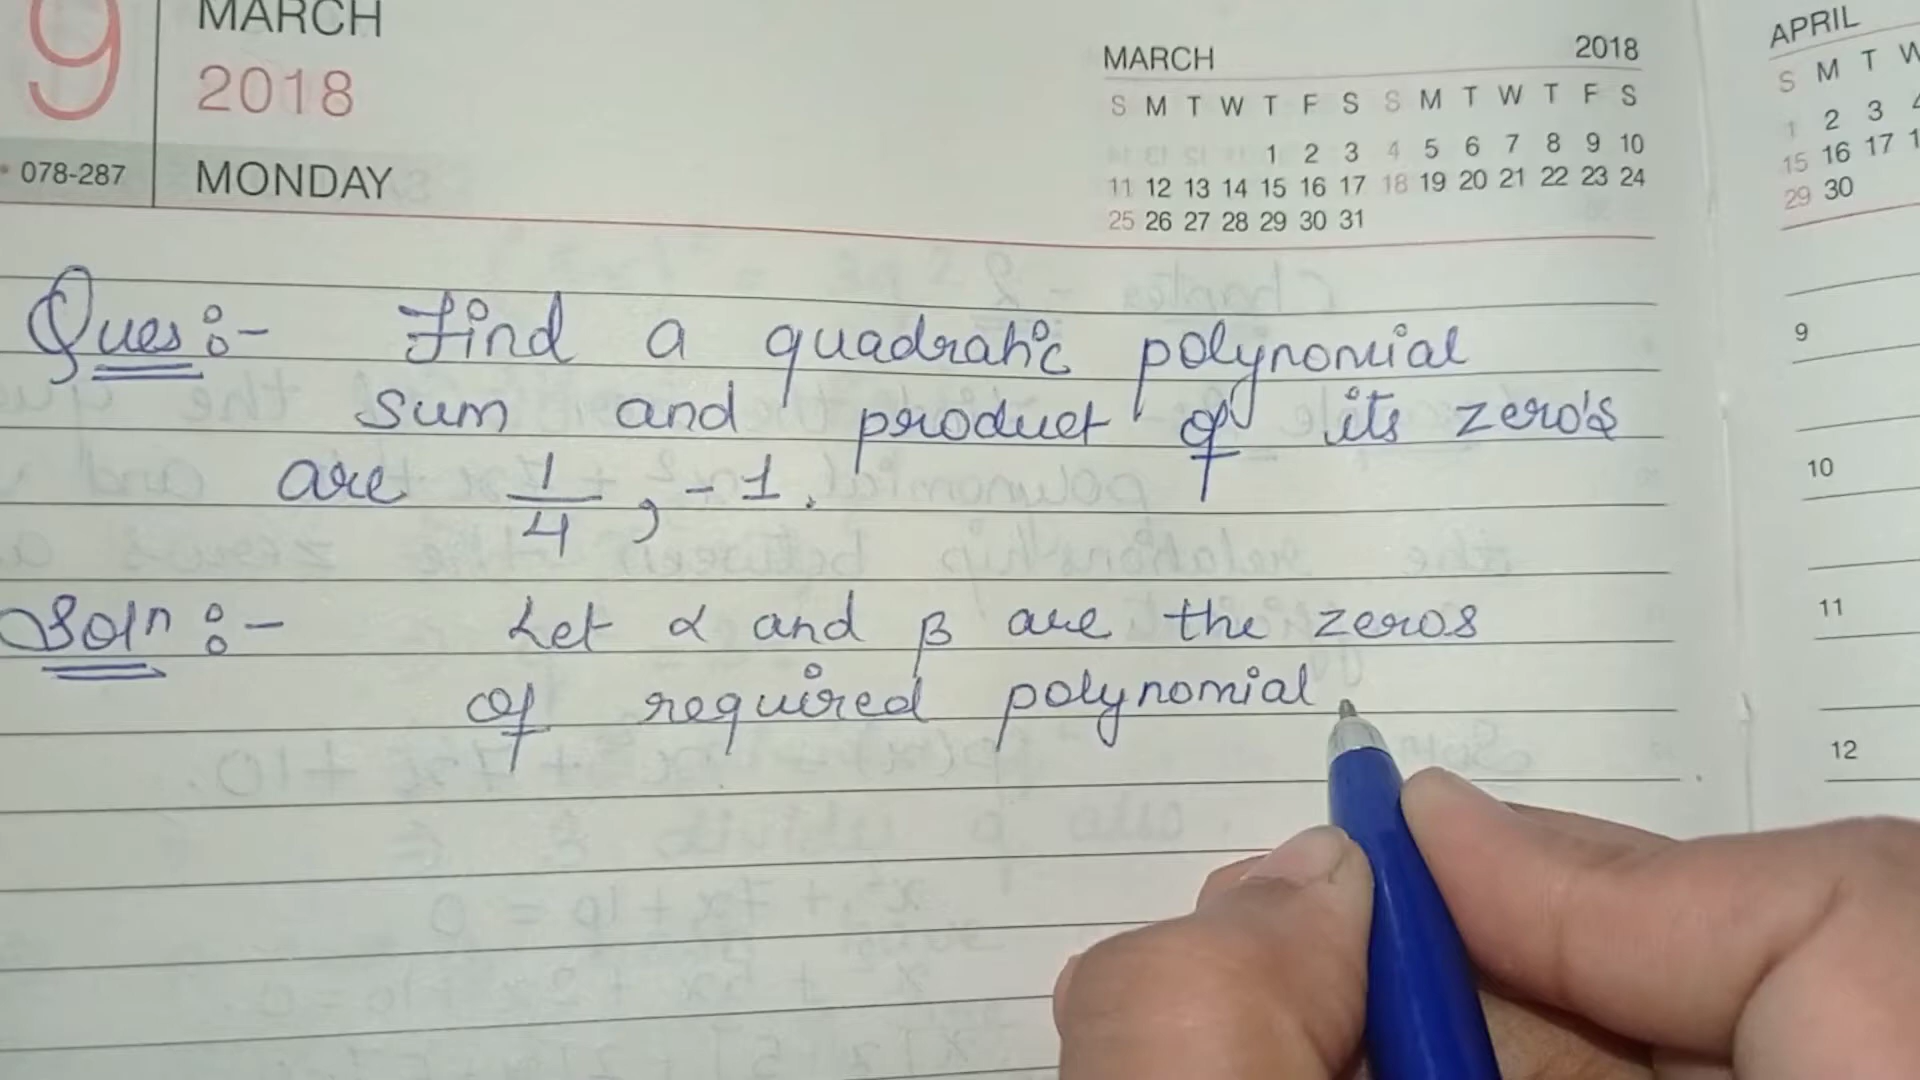 9
MARCH
2018
078-287
MONDAY
MARCH 2018
S M T W T F S S M T W T F S
1 2 3 4 5 6 7 8 9 10
11 12 13 14 15 16 17 18 19 20 21 22 23 24
25 26 27 28 29 30 31
APRIL
S M T W
1 2 3 4
15 16 17
29 30
Ques:- Find a quadratic polynomial
sum and product of its zero's
are 1/4, -1.
Soln:- Let α and β are the zeros
of required polynomial
9
10
11
12